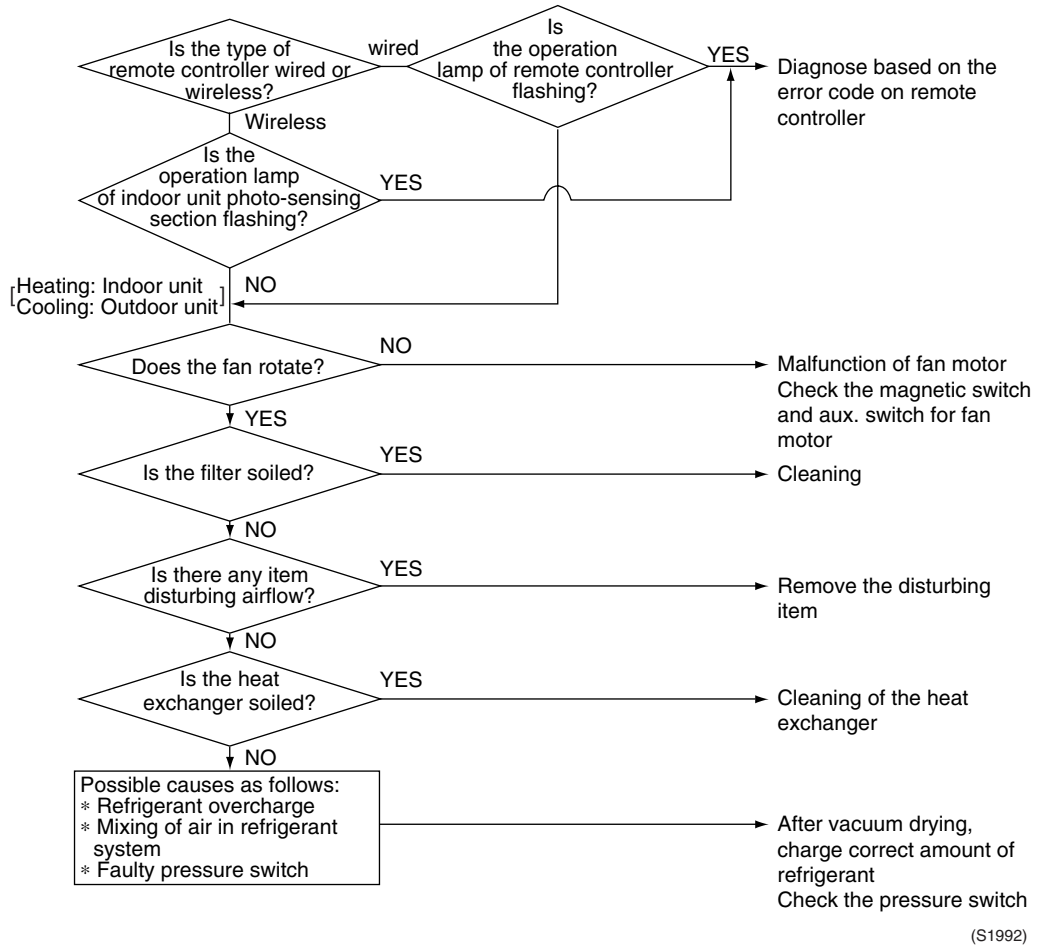 Is the type of
remote controller wired or
wireless?
wired
Is
the operation
lamp of remote controller
flashing?
YES
Diagnose based on the
error code on remote
controller
Wireless
Is the
operation lamp
of indoor unit photo-sensing
section flashing?
YES
NO
[Heating: Indoor unit
Cooling: Outdoor unit]
Does the fan rotate?
NO
Malfunction of fan motor
Check the magnetic switch
and aux. switch for fan
motor
YES
Is the filter soiled?
YES
Cleaning
NO
Is there any item
disturbing airflow?
YES
Remove the disturbing
item
NO
Is the heat
exchanger soiled?
YES
Cleaning of the heat
exchanger
NO
Possible causes as follows:
* Refrigerant overcharge
* Mixing of air in refrigerant
system
* Faulty pressure switch
After vacuum drying,
charge correct amount of
refrigerant
Check the pressure switch
(S1992)